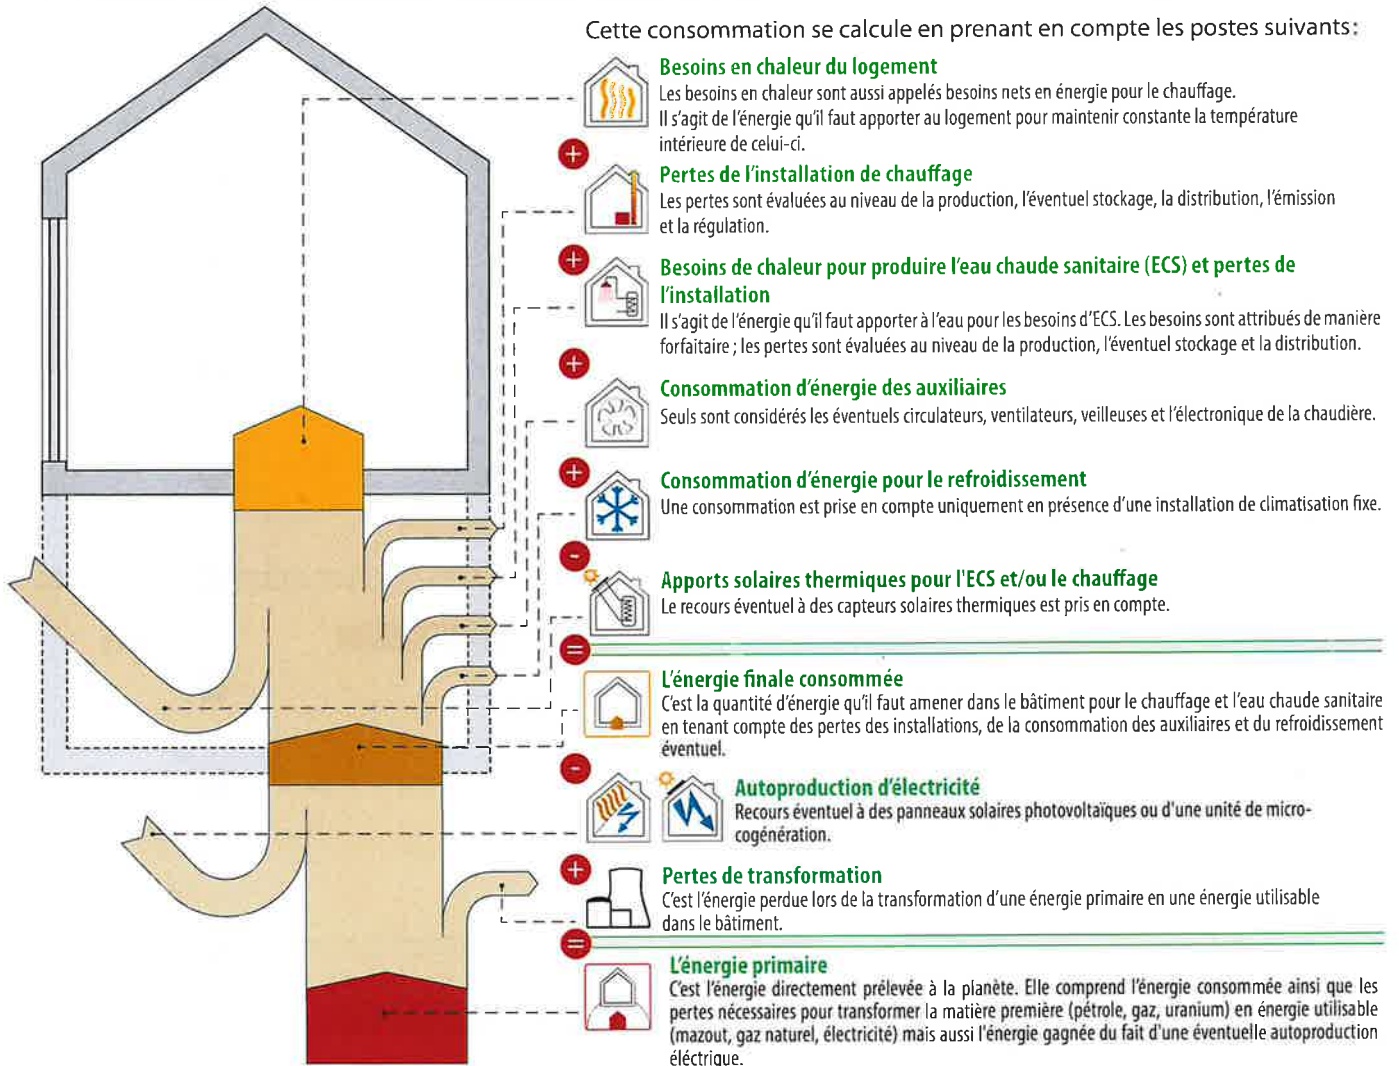 Cette consommation se calcule en prenant en compte les postes suivants:
Besoins en chaleur du logement
Les besoins en chaleur sont aussi appelés besoins nets en énergie pour le chauffage.
Il s'agit de l'énergie qu'il faut apporter au logement pour maintenir constante la température
intérieure de celui-ci.
+
Pertes de l'installation de chauffage
Les pertes sont évaluées au niveau de la production, l'éventuel stockage, la distribution, l'émission
et la régulation.
+
Besoins de chaleur pour produire l'eau chaude sanitaire (ECS) et pertes de
l'installation
Il s'agit de l'énergie qu'il faut apporter à l'eau pour les besoins d'ECS. Les besoins sont attribués de manière
forfaitaire ; les pertes sont évaluées au niveau de la production, l'éventuel stockage et la distribution.
+
Consommation d'énergie des auxiliaires
Seuls sont considérés les éventuels circulateurs, ventilateurs, veilleuses et l'électronique de la chaudière.
+
Consommation d'énergie pour le refroidissement
Une consommation est prise en compte uniquement en présence d'une installation de climatisation fixe.
-
Apports solaires thermiques pour l'ECS et/ou le chauffage
Le recours éventuel à des capteurs solaires thermiques est pris en compte.
=
L'énergie finale consommée
C'est la quantité d'énergie qu'il faut amener dans le bâtiment pour le chauffage et l'eau chaude sanitaire
en tenant compte des pertes des installations, de la consommation des auxiliaires et du refroidissement
éventuel.
-
Autoproduction d'électricité
Recours éventuel à des panneaux solaires photovoltaïques ou d'une unité de micro-
cogénération.
+
Pertes de transformation
C'est l'énergie perdue lors de la transformation d'une énergie primaire en une énergie utilisable
dans le bâtiment.
=
L'énergie primaire
C'est l'énergie directement prélevée à la planète. Elle comprend l'énergie consommée ainsi que les
pertes nécessaires pour transformer la matière première (pétrole, gaz, uranium) en énergie utilisable
(mazout, gaz naturel, électricité) mais aussi l'énergie gagnée du fait d'une éventuelle autoproduction
éléctrique.